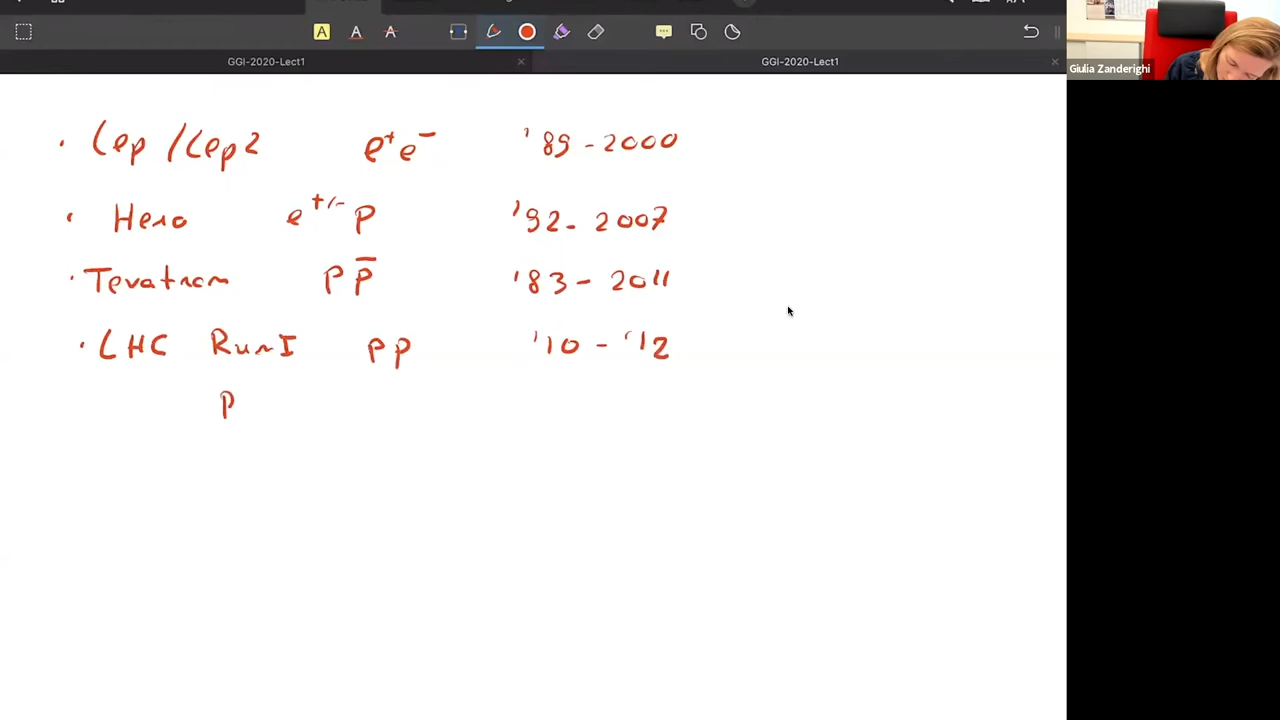 A A A
GGI-2020-Lect1 × GGI-2020-Lect1 ×
Giulia Zanderighi
· Lep / Lep2 e⁺e⁻ '89 - 2000
· Hera e⁺/⁻ p '92 - 2007
· Tevatron p p̅ '83 - 2011
· LHC Run I pp '10 - '12
p